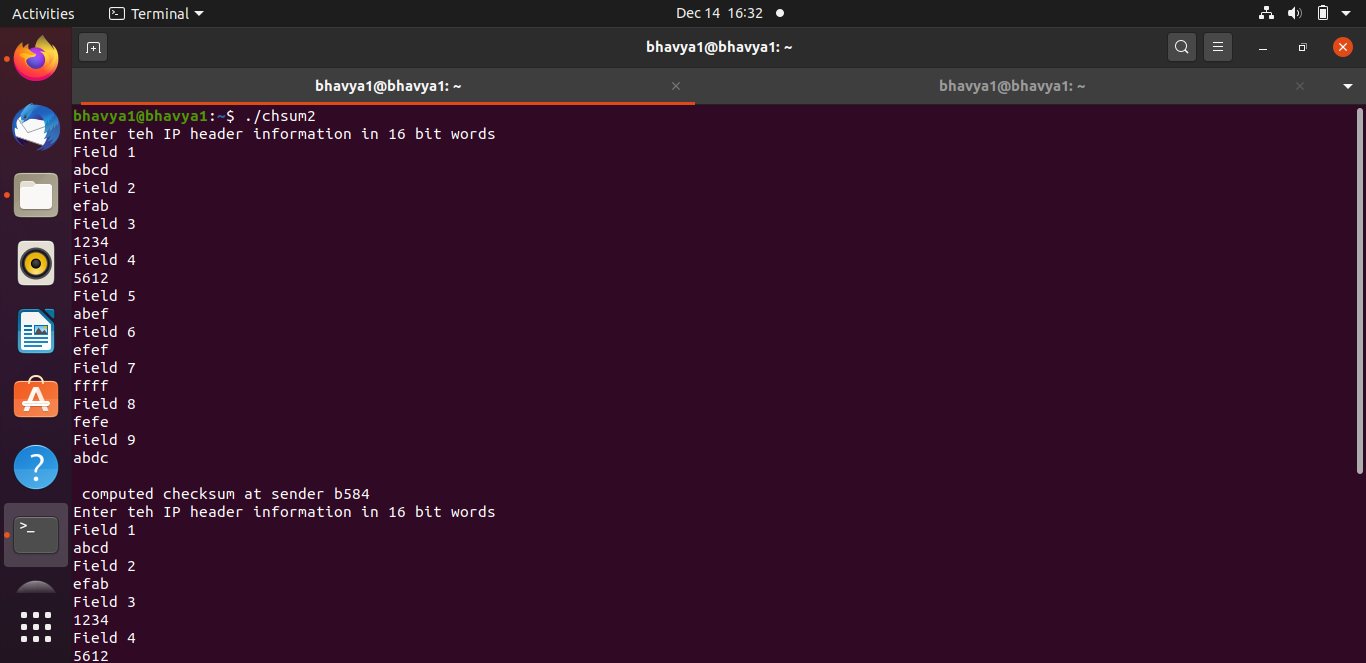 Activities Terminal Dec 14 16:32
bhavya1@bhavya1: ~
bhavya1@bhavya1: ~ bhavya1@bhavya1: ~
bhavya1@bhavya1:~$ ./chsum2
Enter teh IP header information in 16 bit words
Field 1
abcd
Field 2
efab
Field 3
1234
Field 4
5612
Field 5
abef
Field 6
efef
Field 7
ffff
Field 8
fefe
Field 9
abdc
computed checksum at sender b584
Enter teh IP header information in 16 bit words
Field 1
abcd
Field 2
efab
Field 3
1234
Field 4
5612